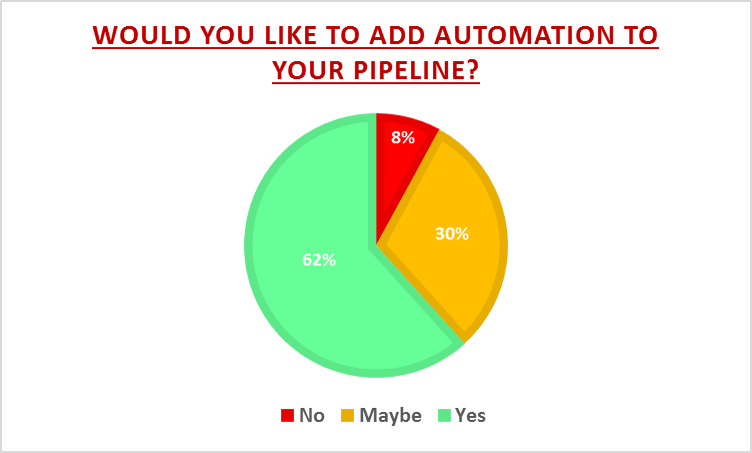 WOULD YOU LIKE TO ADD AUTOMATION TO
YOUR PIPELINE?
8%
30%
62%
No Maybe Yes